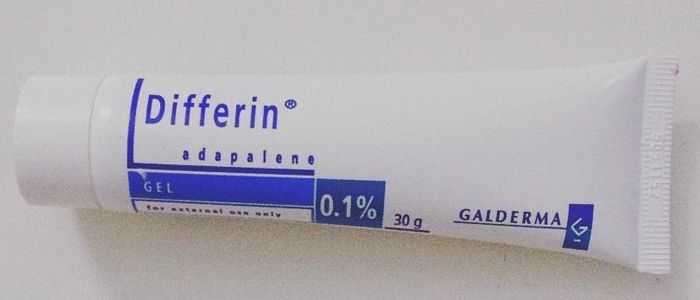 Differin®
adapalene
GEL
for external use only
0.1%
30 g
GALDERMA